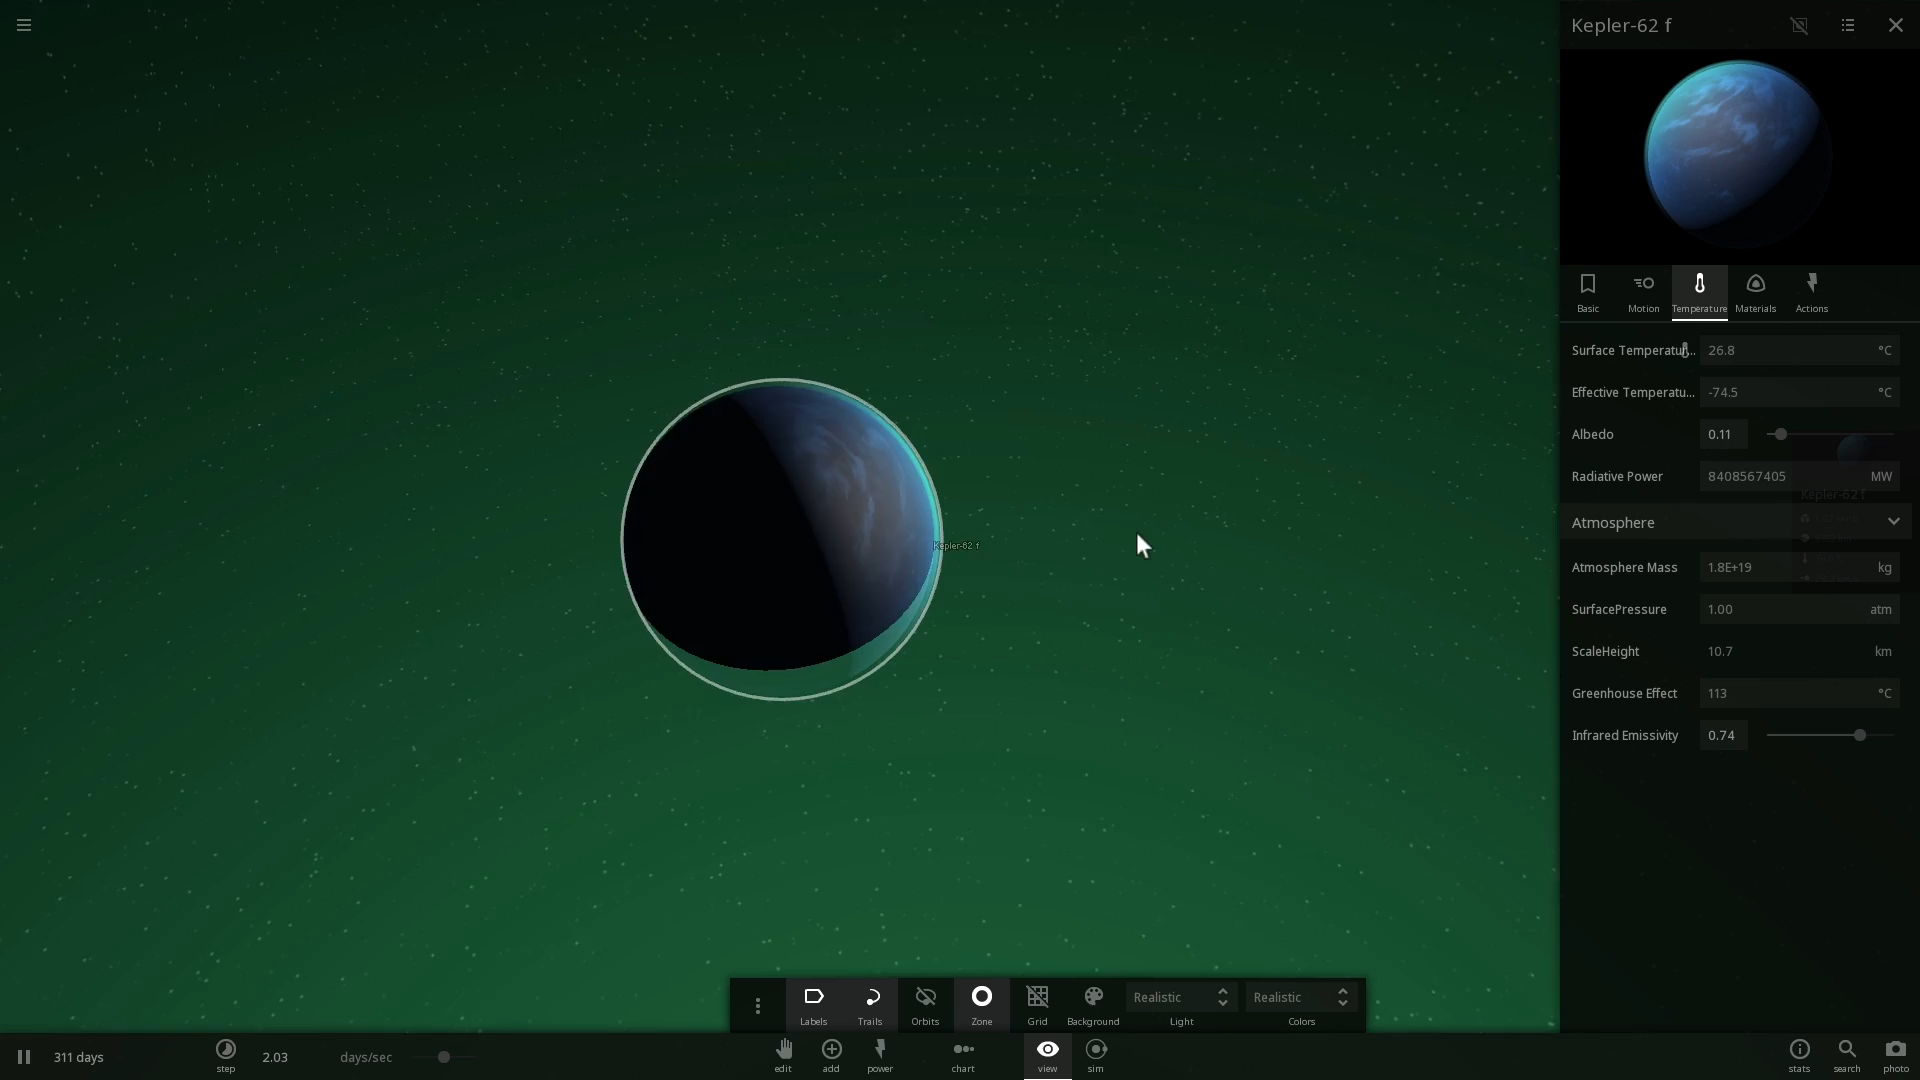 Kepler-62 f
Basic
Motion
Temperature
Materials
Actions
Surface Temperatur... 26.8 °C
Effective Temperatu... -74.5 °C
Albedo 0.11
Radiative Power 8408567405 MW
Kepler-62 f
Atmosphere
Atmosphere Mass 1.8E+19 kg
SurfacePressure 1.00 atm
ScaleHeight 10.7 km
Greenhouse Effect 113 °C
Infrared Emissivity 0.74
Kepler-62 f
Realistic
Realistic
Labels
Trails
Orbits
Zone
Grid
Background
Light
Colors
311 days
step
2.03 days/sec
edit
add
power
chart
view
sim
stats
search
photo